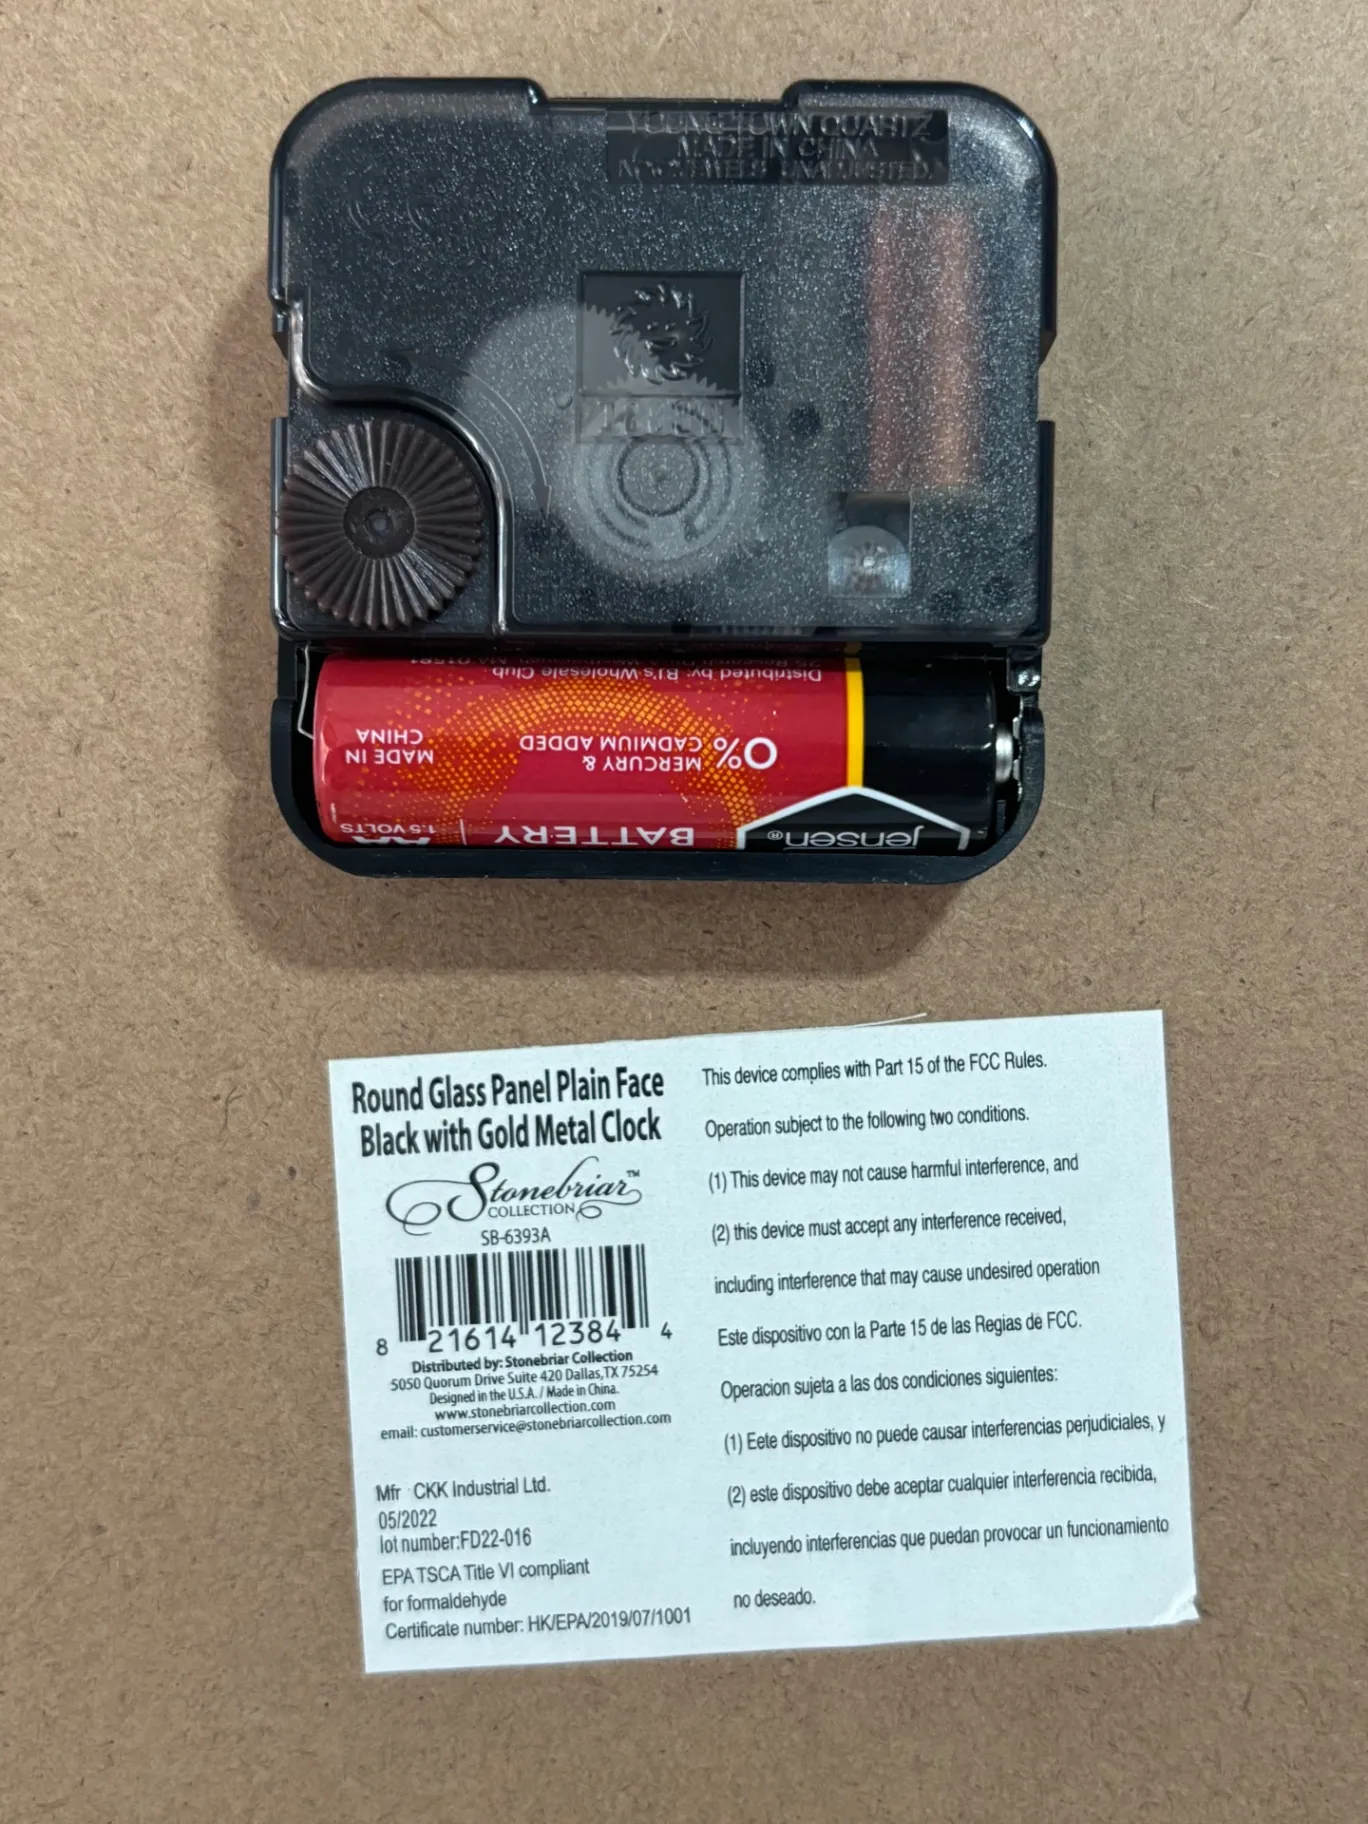 YOUNGTOWN QUARTZ
MADE IN CHINA
Distributed by: BJ's Wholesale Club
0% MERCURY &
CADMIUM ADDED
MADE IN
CHINA
jensen®
BATTERY
AA
1.5 VOLTS
Round Glass Panel Plain Face
Black with Gold Metal Clock
Stonebriar™
COLLECTION
SB-6393A
8 21614 12384 4
Distributed by: Stonebriar Collection
5050 Quorum Drive Suite 420 Dallas,TX 75254
Designed in the U.S.A. / Made in China.
www.stonebriarcollection.com
email: customerservice@stonebriarcollection.com
Mfr CKK Industrial Ltd.
05/2022
lot number:FD22-016
EPA TSCA Title VI compliant
for formaldehyde
Certificate number: HK/EPA/2019/07/1001
This device complies with Part 15 of the FCC Rules.
Operation subject to the following two conditions.
(1) This device may not cause harmful interference, and
(2) this device must accept any interference received,
including interference that may cause undesired operation
Este dispositivo con la Parte 15 de las Regias de FCC.
Operacion sujeta a las dos condiciones siguientes:
(1) Eete dispositivo no puede causar interferencias perjudiciales, y
(2) este dispositivo debe aceptar cualquier interferencia recibida,
incluyendo interferencias que puedan provocar un funcionamiento
no deseado.